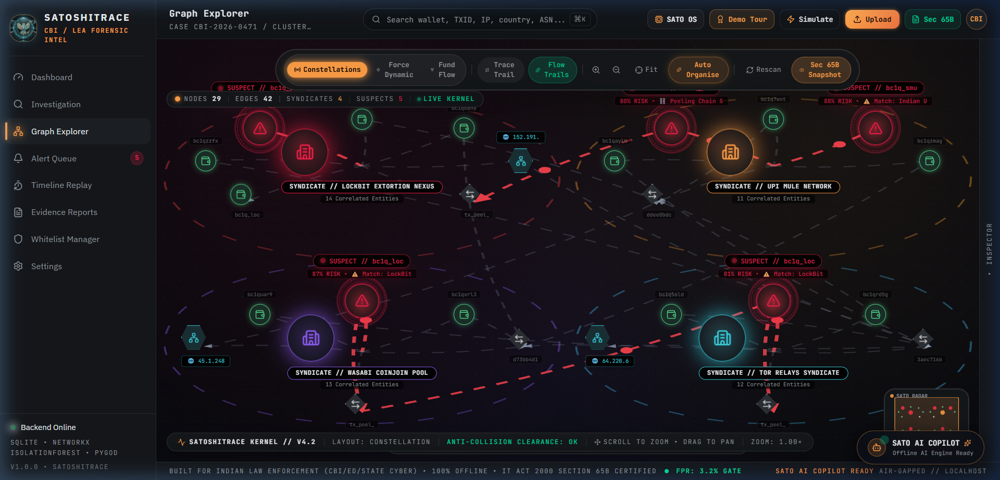 SATOSHITRACE
CBI / LEA FORENSIC
INTEL
Dashboard
Investigation
Graph Explorer
Alert Queue
5
Timeline Replay
Evidence Reports
Whitelist Manager
Settings
Backend Online
SQLITE • NETWORKX
ISOLATIONFOREST • PYGOD
V1.0.0 • SATOSHITRACE
Graph Explorer
CASE CBI-2026-0471 / CLUSTER…
Search wallet, TXID, IP, country, ASN...
⌘K
SATO OS
Demo Tour
Simulate
Upload
Sec 65B
CBI
Constellations
Force
Dynamic
Fund
Flow
Trace
Trail
Flow
Trails
Fit
Auto
Organise
Rescan
Sec 65B
Snapshot
NODES 29
EDGES 42
SYNDICATES 4
SUSPECTS 5
LIVE KERNEL
SUSPECT //
80% RISK • Peeling Chain S
bc1q7wnt
SUSPECT // bc1q_smu
88% RISK • ⚠ Match: Indian U
bc1qzzfx
152.191.
bc1qaylh
bc1qzmag
SYNDICATE // LOCKBIT EXTORTION NEXUS
14 Correlated Entities
SYNDICATE // UPI MULE NETWORK
11 Correlated Entities
bc1q_loc
tx_peel_
ddee0bdc
SUSPECT // bc1q_loc
87% RISK • ⚠ Match: LockBit
SUSPECT // bc1q_loc
81% RISK • ⚠ Match: LockBit
bc1quar9
bc1qxrl3
bc1q56ld
bc1qrd5g
45.1.248
d73bb4d1
64.220.6
3aec716b
SYNDICATE // WASABI COINJOIN POOL
13 Correlated Entities
SYNDICATE // TOR RELAYS SYNDICATE
12 Correlated Entities
tx_peel_
tx_peel_
SATO RADAR
INSPECTOR
SATOSHITRACE KERNEL // V4.2
LAYOUT: CONSTELLATION
ANTI-COLLISION CLEARANCE: OK
SCROLL TO ZOOM • DRAG TO PAN
ZOOM: 1.00×
SATO AI COPILOT
Offline AI Engine Ready
BUILT FOR INDIAN LAW ENFORCEMENT (CBI/ED/STATE CYBER) • 100% OFFLINE • IT ACT 2000 SECTION 65B CERTIFIED
FPR: 3.2% GATE
SATO AI COPILOT READY AIR-GAPPED // LOCALHOST